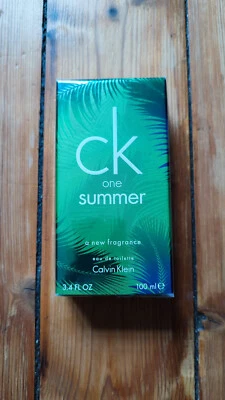 ck
one
summer
a new fragrance
eau de toilette
Calvin Klein
3.4 FL OZ 100 ml ℮